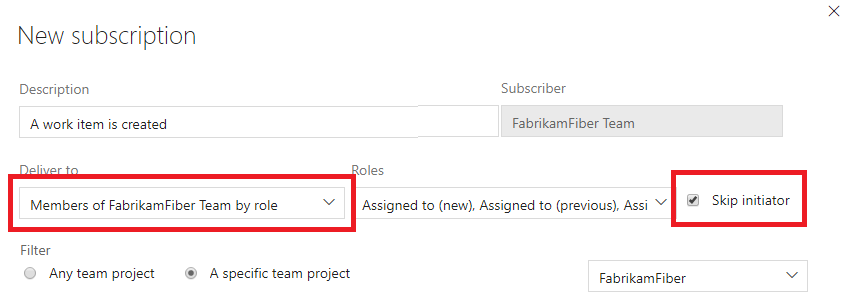 New subscription
Description
Subscriber
A work item is created
FabrikamFiber Team
Deliver to
Roles
Members of FabrikamFiber Team by role
Assigned to (new), Assigned to (previous), Assi
Skip initiator
Filter
Any team project
A specific team project
FabrikamFiber